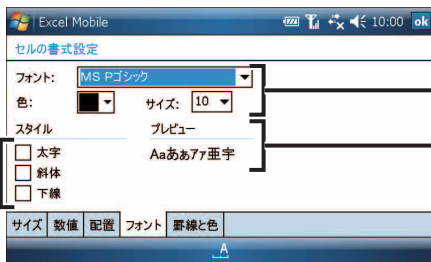 Excel Mobile 10:00 ok
セルの書式設定
フォント: MS Pゴシック
色: サイズ: 10
スタイル プレビュー
太字 Aaあぁアァ亜宇
斜体
下線
サイズ 数値 配置 フォント 罫線と色
A